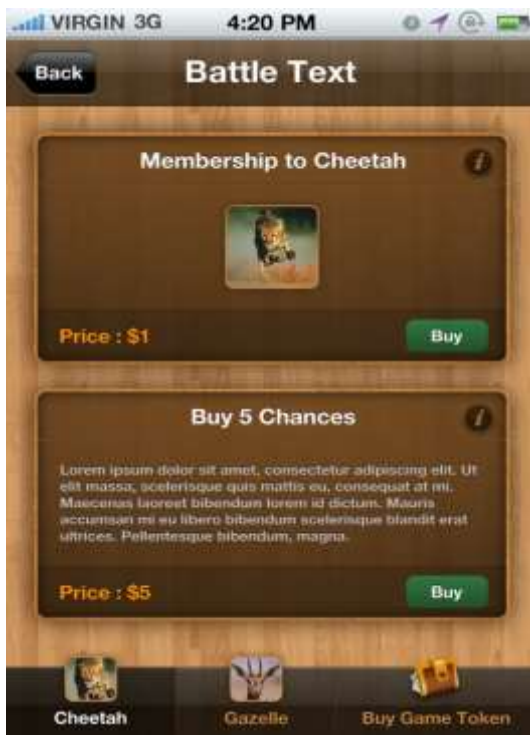 VIRGIN 3G 4:20 PM
Back
Battle Text
Membership to Cheetah
i
Price : $1
Buy
Buy 5 Chances
i
Lorem ipsum dolor sit amet, consectetur adipiscing elit. Ut
elit massa, scelerisque quis mattis eu, consequat at mi.
Maecenas laoreet bibendum lorem id dictum. Mauris
accumsan mi eu libero bibendum scelerisque blandit erat
ultrices. Pellentesque bibendum, magna.
Price : $5
Buy
Cheetah
Gazelle
Buy Game Token